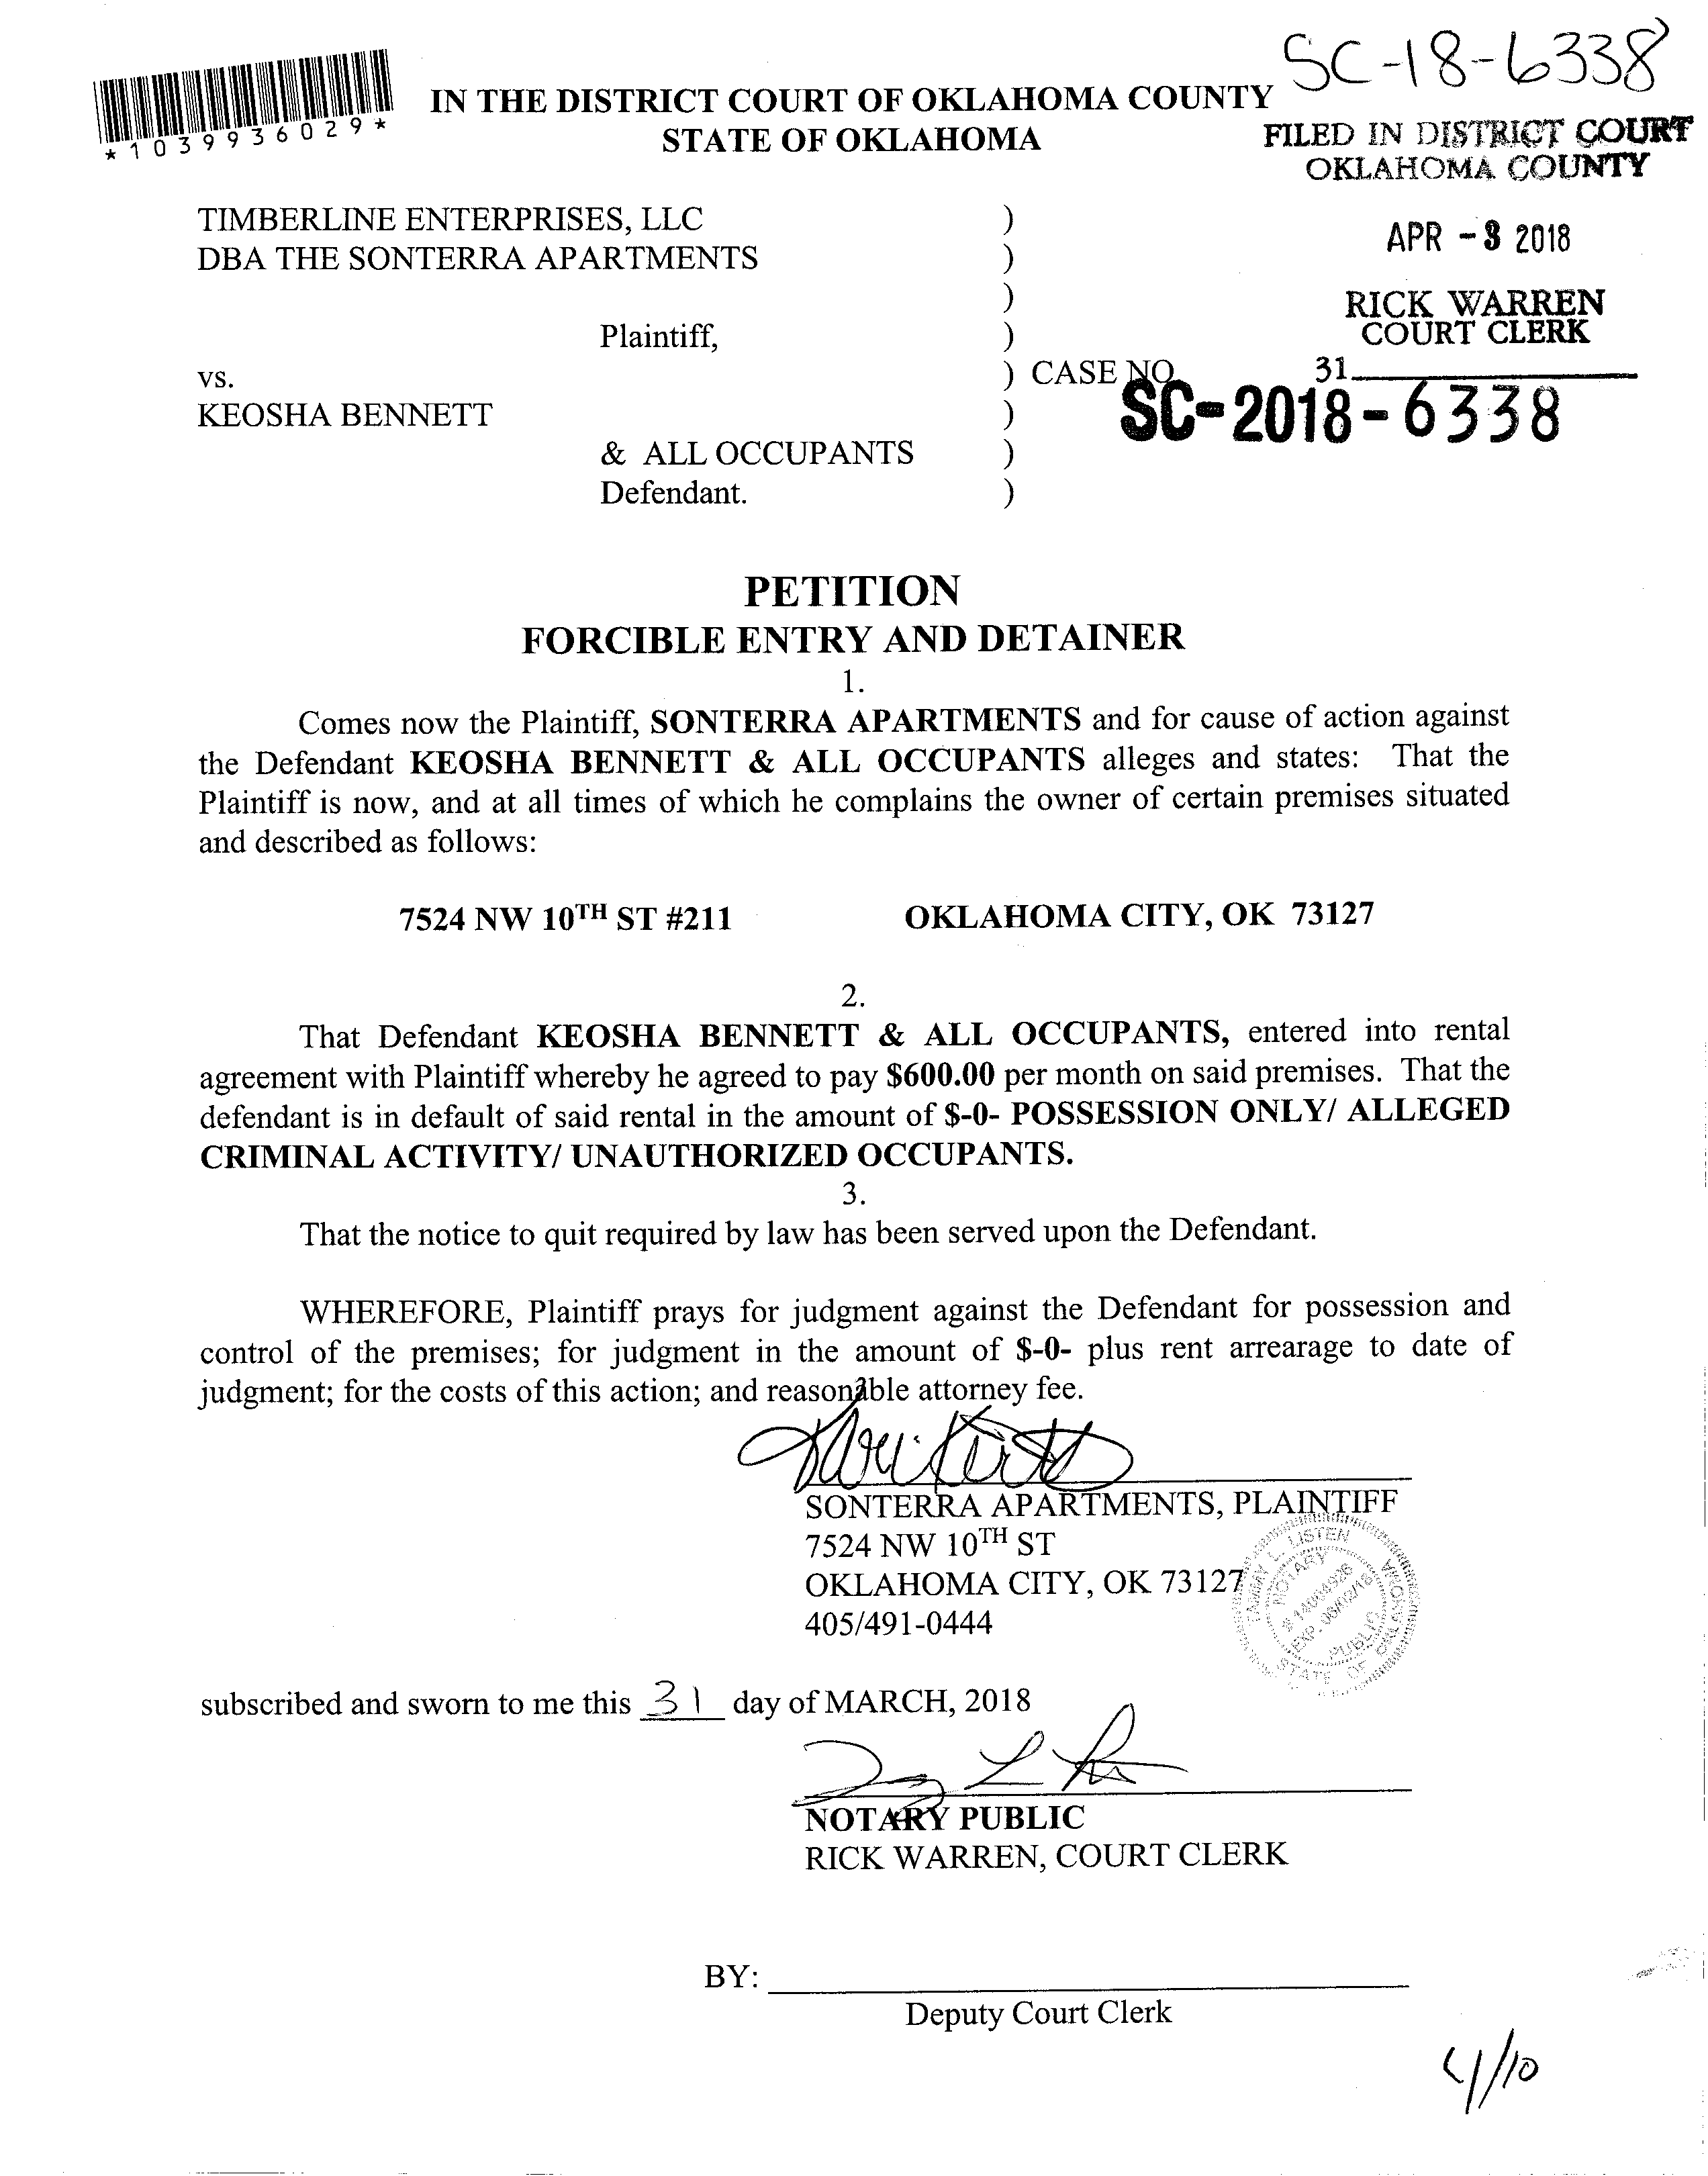 SC-18-6338
*1039936029*
IN THE DISTRICT COURT OF OKLAHOMA COUNTY
STATE OF OKLAHOMA
FILED IN DISTRICT COURT
OKLAHOMA COUNTY
TIMBERLINE ENTERPRISES, LLC )
DBA THE SONTERRA APARTMENTS )
APR -3 2018
)
RICK WARREN
COURT CLERK
Plaintiff, )
vs. ) CASE NO. 31
SC-2018-6338
KEOSHA BENNETT )
& ALL OCCUPANTS )
Defendant. )
PETITION
FORCIBLE ENTRY AND DETAINER
1.
Comes now the Plaintiff, SONTERRA APARTMENTS and for cause of action against
the Defendant KEOSHA BENNETT & ALL OCCUPANTS alleges and states: That the
Plaintiff is now, and at all times of which he complains the owner of certain premises situated
and described as follows:
7524 NW 10TH ST #211 OKLAHOMA CITY, OK 73127
2.
That Defendant KEOSHA BENNETT & ALL OCCUPANTS, entered into rental
agreement with Plaintiff whereby he agreed to pay $600.00 per month on said premises. That the
defendant is in default of said rental in the amount of $-0- POSSESSION ONLY/ ALLEGED
CRIMINAL ACTIVITY/ UNAUTHORIZED OCCUPANTS.
3.
That the notice to quit required by law has been served upon the Defendant.
WHEREFORE, Plaintiff prays for judgment against the Defendant for possession and
control of the premises; for judgment in the amount of $-0- plus rent arrearage to date of
judgment; for the costs of this action; and reasonable attorney fee.
SONTERRA APARTMENTS, PLAINTIFF
7524 NW 10TH ST
OKLAHOMA CITY, OK 73127
405/491-0444
TAMMY L. LISTEN
NOTARY
# 14004926
EXP. 06/02/18
PUBLIC
STATE OF OKLAHOMA
subscribed and sworn to me this 31 day of MARCH, 2018
NOTARY PUBLIC
RICK WARREN, COURT CLERK
BY:
Deputy Court Clerk
4/10